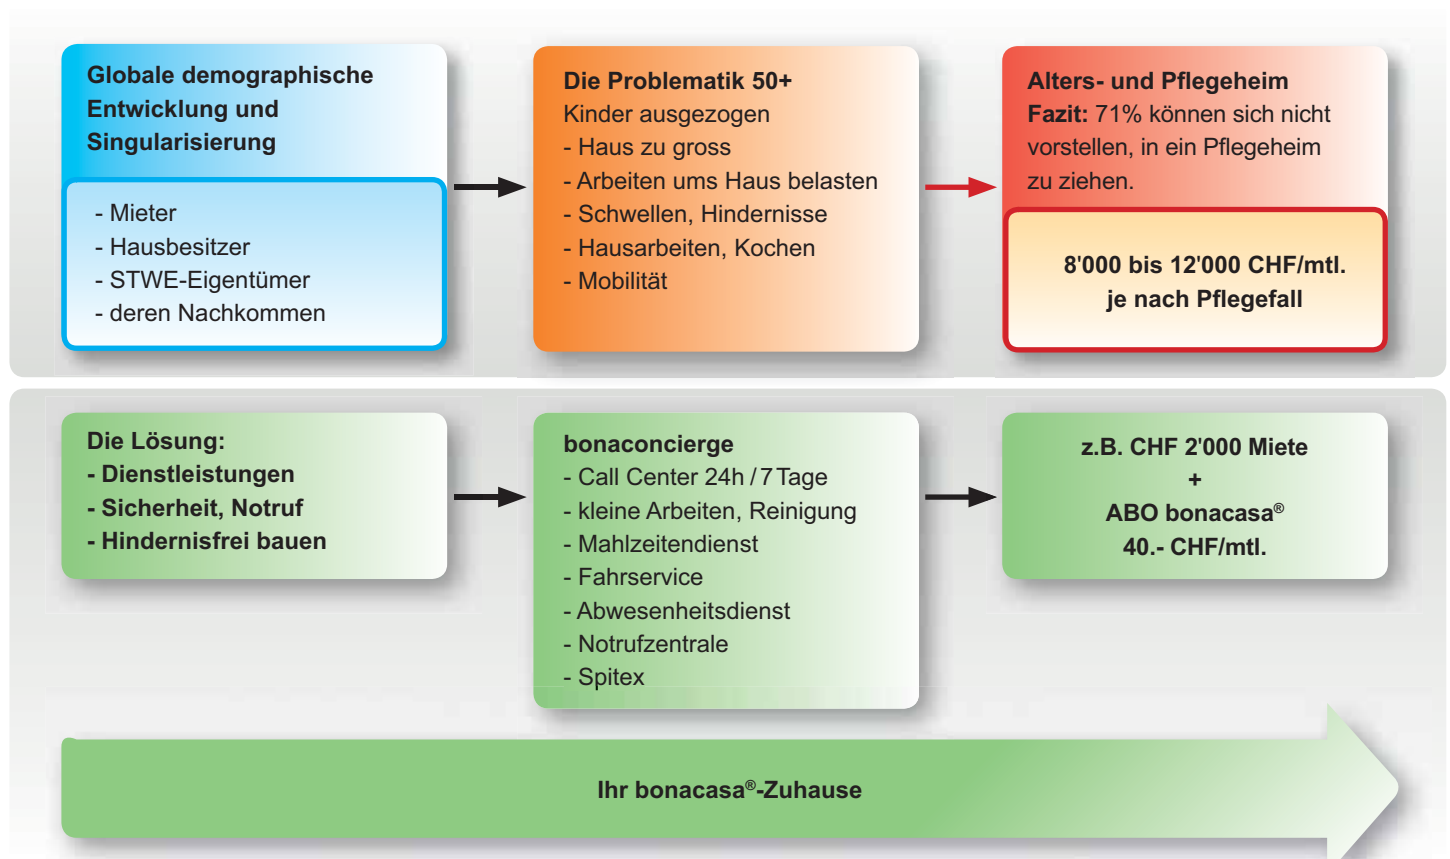 Globale demographische
Entwicklung und
Singularisierung
- Mieter
- Hausbesitzer
- STWE-Eigentümer
- deren Nachkommen
Die Problematik 50+
Kinder ausgezogen
- Haus zu gross
- Arbeiten ums Haus belasten
- Schwellen, Hindernisse
- Hausarbeiten, Kochen
- Mobilität
Alters- und Pflegeheim
Fazit: 71% können sich nicht
vorstellen, in ein Pflegeheim
zu ziehen.
8'000 bis 12'000 CHF/mtl.
je nach Pflegefall
Die Lösung:
- Dienstleistungen
- Sicherheit, Notruf
- Hindernisfrei bauen
bonaconcierge
- Call Center 24h / 7 Tage
- kleine Arbeiten, Reinigung
- Mahlzeitendienst
- Fahrservice
- Abwesenheitsdienst
- Notrufzentrale
- Spitex
z.B. CHF 2'000 Miete
+
ABO bonacasa®
40.- CHF/mtl.
Ihr bonacasa®-Zuhause